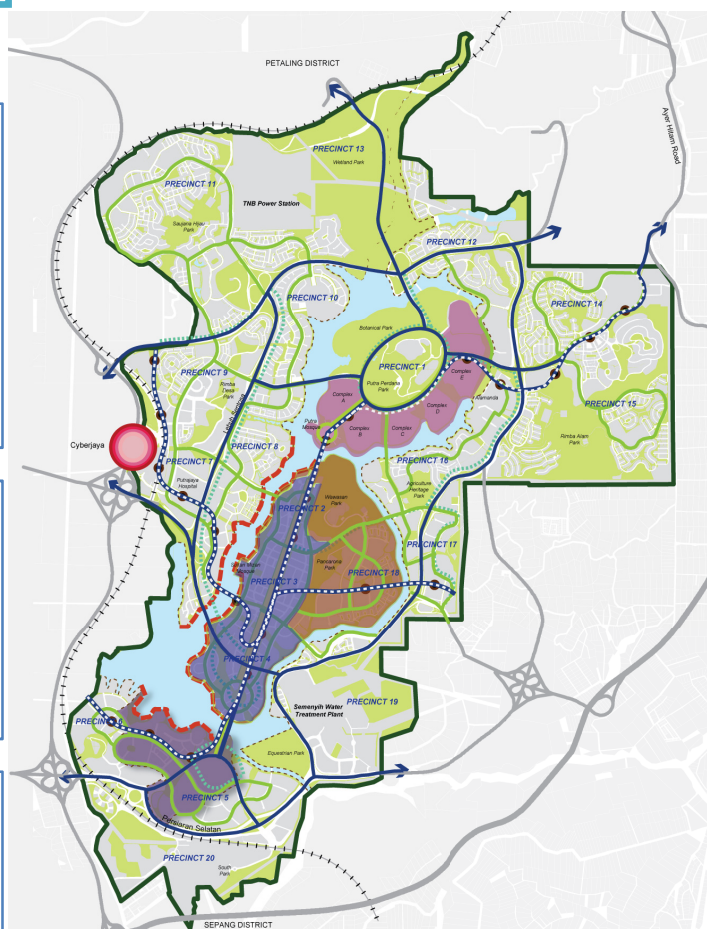 PETALING DISTRICT
Ayer Hitam Road
PRECINCT 13
Wetland Park
PRECINCT 11
TNB Power Station
Saujana Hijau
Park
PRECINCT 12
PRECINCT 10
PRECINCT 14
Botanical Park
PRECINCT 1
Putra Perdana
Park
Complex
E
PRECINCT 9
Rimba
Desa
Park
Complex
A
Complex
D
Alamanda
PRECINCT 15
Putra
Mosque
Complex
B
Complex
C
Rimba Alam
Park
Cyberjaya
PRECINCT 8
PRECINCT 7
PRECINCT 16
Putrajaya
Hospital
Agriculture
Heritage
Park
Wawasan
Park
PRECINCT 2
PRECINCT 17
Pancarona
Park
PRECINCT 18
PRECINCT 3
PRECINCT 4
Semenyih Water
Treatment Plant
PRECINCT 19
PRECINCT 6
Equestrian Park
PRECINCT 5
Persiaran Selatan
PRECINCT 20
South
Park
SEPANG DISTRICT